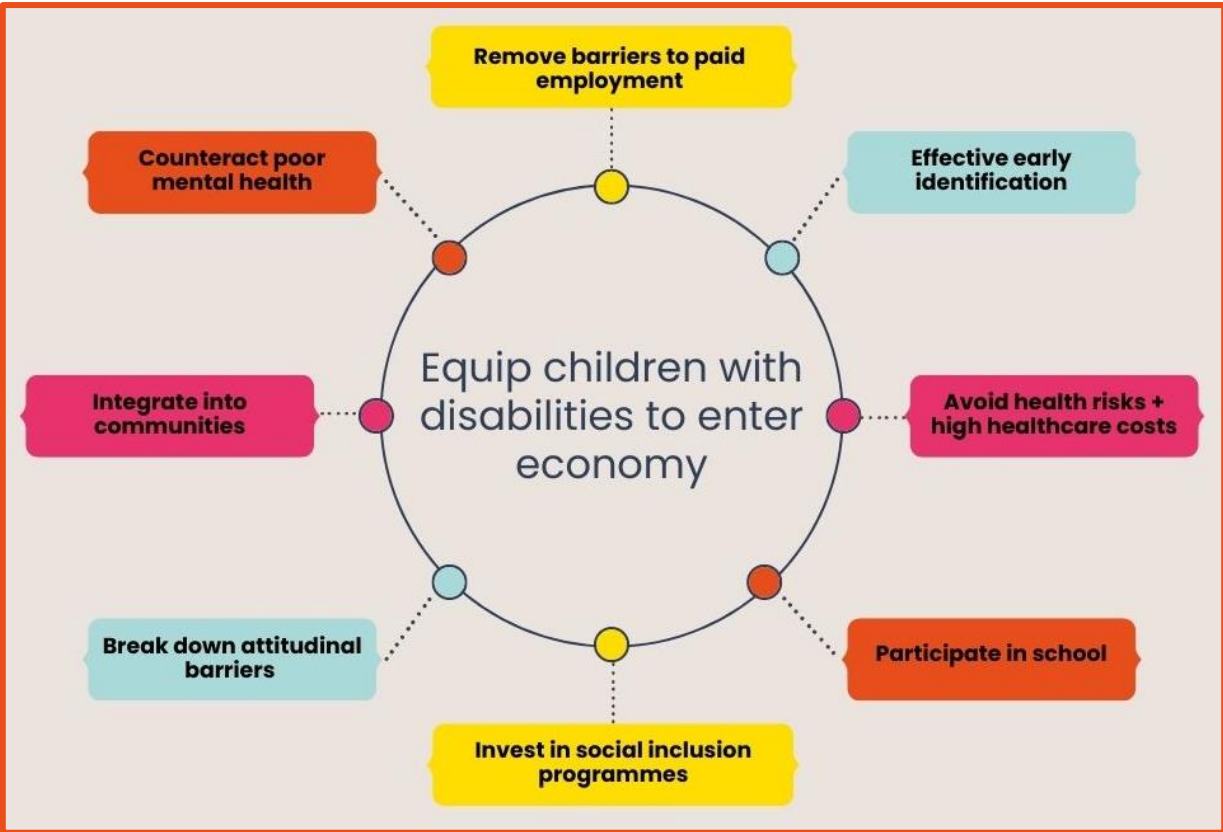 Remove barriers to paid
employment
Effective early
identification
Avoid health risks +
high healthcare costs
Participate in school
Invest in social inclusion
programmes
Break down attitudinal
barriers
Integrate into
communities
Counteract poor
mental health
Equip children with
disabilities to enter
economy